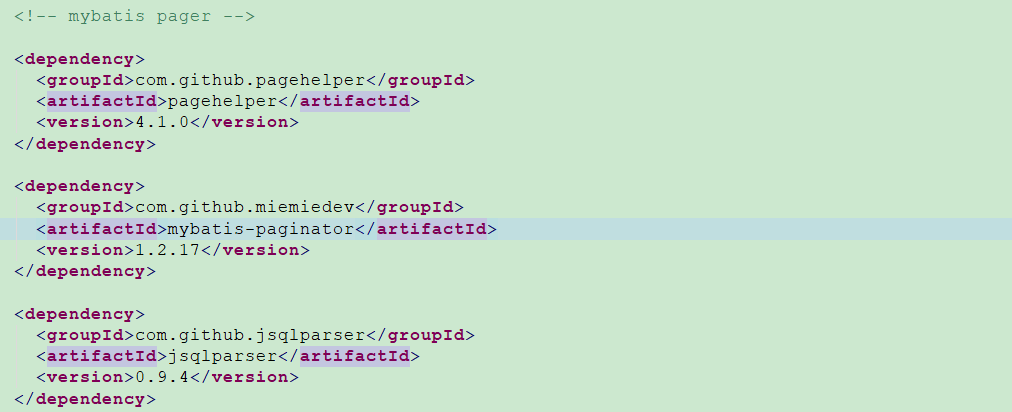 <!-- mybatis pager -->
<dependency>
<groupId>com.github.pagehelper</groupId>
<artifactId>pagehelper</artifactId>
<version>4.1.0</version>
</dependency>
<dependency>
<groupId>com.github.miemiedev</groupId>
<artifactId>mybatis-paginator</artifactId>
<version>1.2.17</version>
</dependency>
<dependency>
<groupId>com.github.jsqlparser</groupId>
<artifactId>jsqlparser</artifactId>
<version>0.9.4</version>
</dependency>